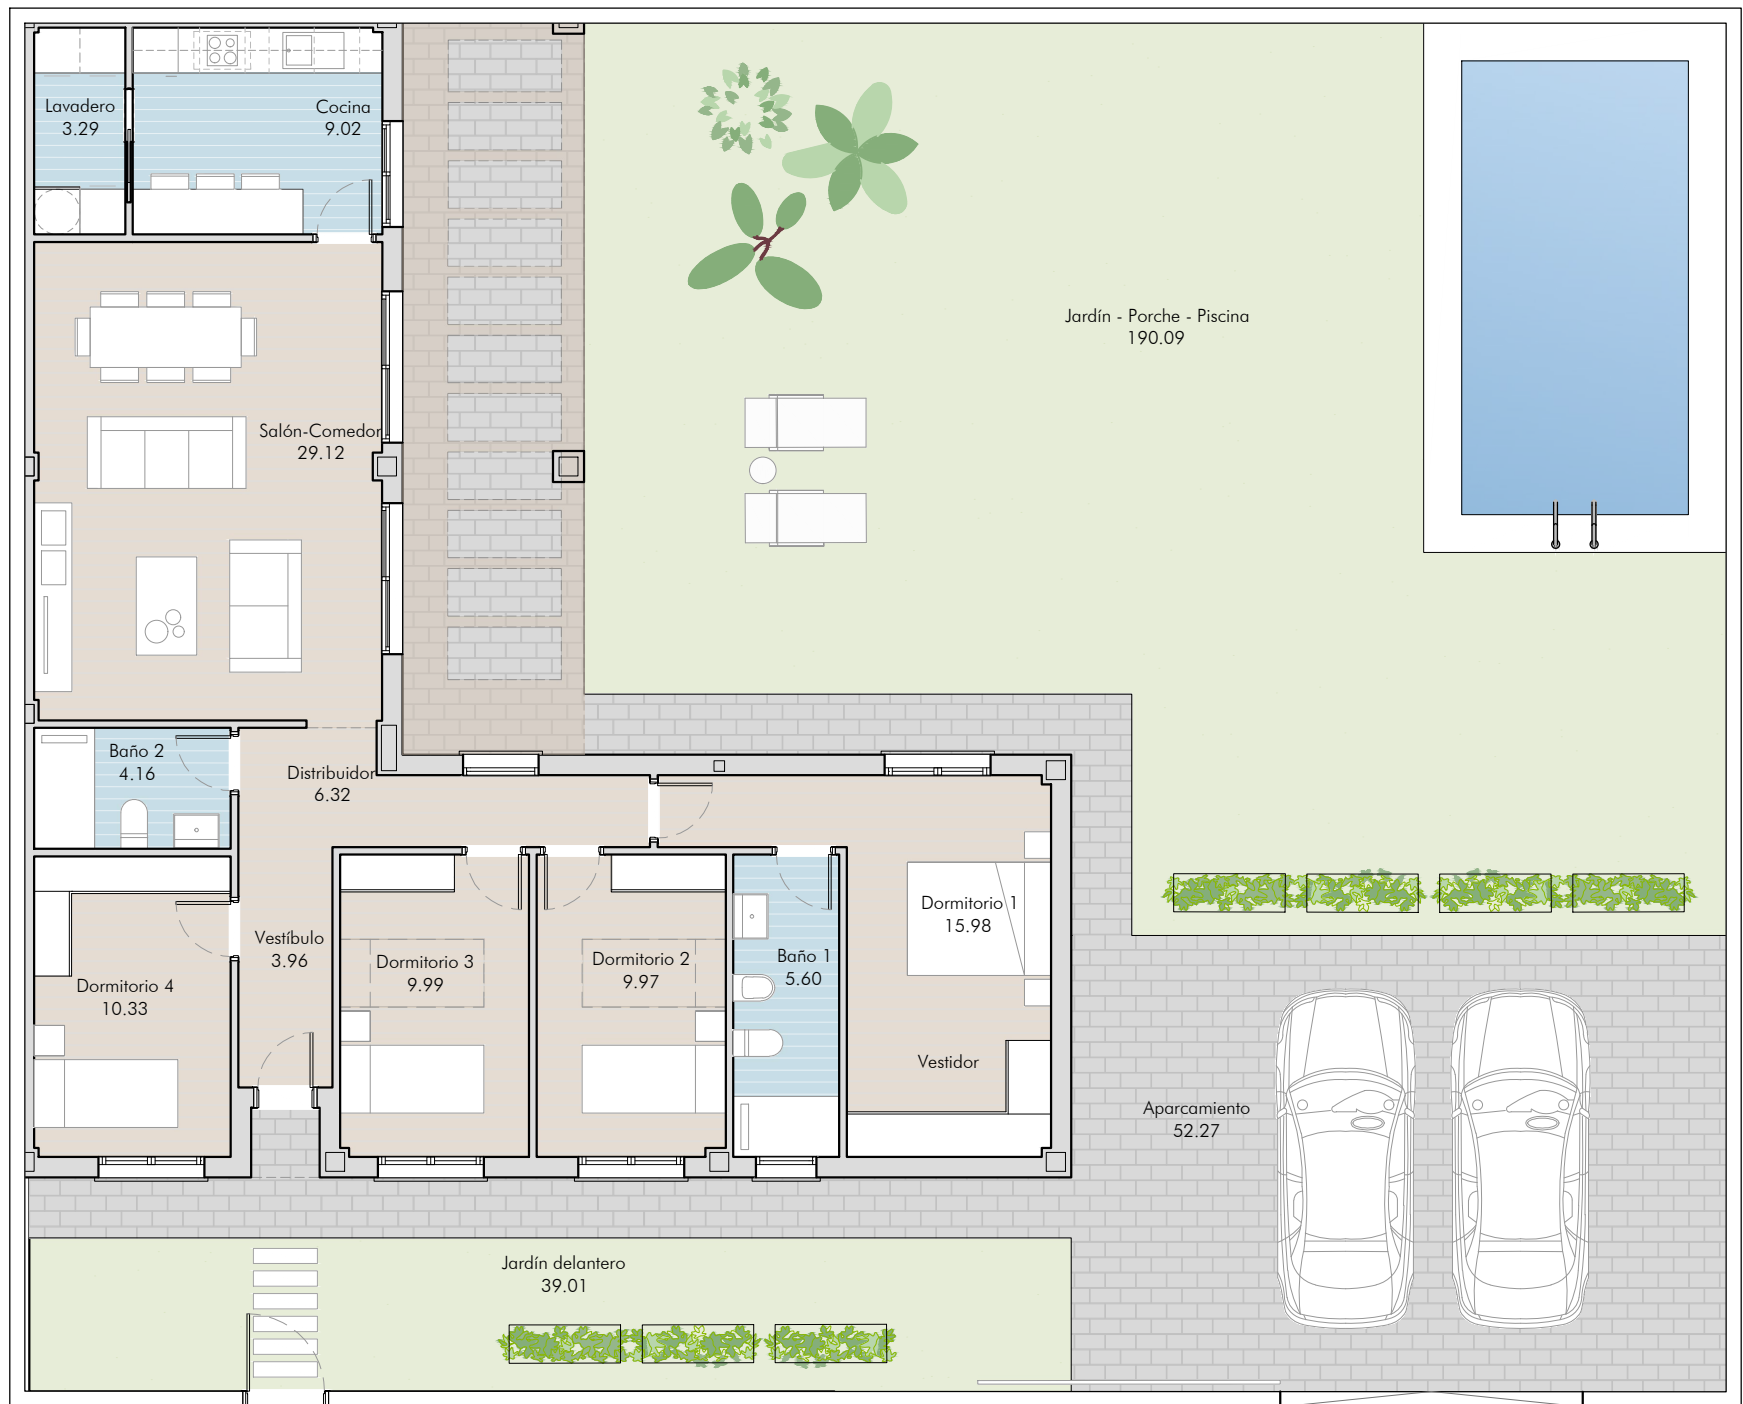 Lavadero
3.29
Cocina
9.02
Jardín - Porche - Piscina
190.09
Salón-Comedor
29.12
Baño 2
4.16
Distribuidor
6.32
Dormitorio 1
15.98
Vestíbulo
3.96
Baño 1
5.60
Dormitorio 3
9.99
Dormitorio 2
9.97
Dormitorio 4
10.33
Vestidor
Aparcamiento
52.27
Jardín delantero
39.01